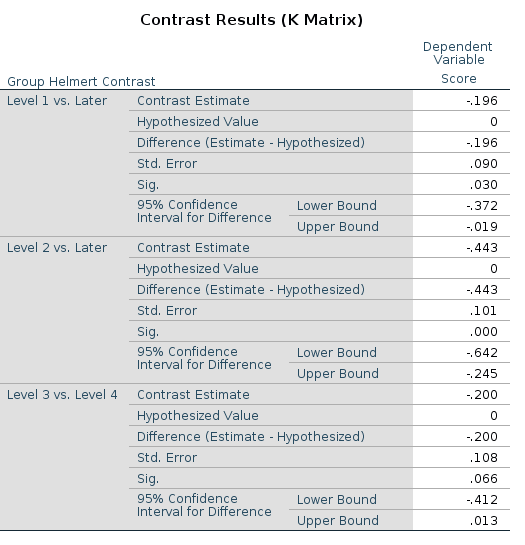 Contrast Results (K Matrix)
Dependent
Variable
Group Helmert Contrast Score
Level 1 vs. Later Contrast Estimate -.196
Hypothesized Value 0
Difference (Estimate - Hypothesized) -.196
Std. Error .090
Sig. .030
95% Confidence
Interval for Difference
Lower Bound -.372
Upper Bound -.019
Level 2 vs. Later Contrast Estimate -.443
Hypothesized Value 0
Difference (Estimate - Hypothesized) -.443
Std. Error .101
Sig. .000
95% Confidence
Interval for Difference
Lower Bound -.642
Upper Bound -.245
Level 3 vs. Level 4 Contrast Estimate -.200
Hypothesized Value 0
Difference (Estimate - Hypothesized) -.200
Std. Error .108
Sig. .066
95% Confidence
Interval for Difference
Lower Bound -.412
Upper Bound .013